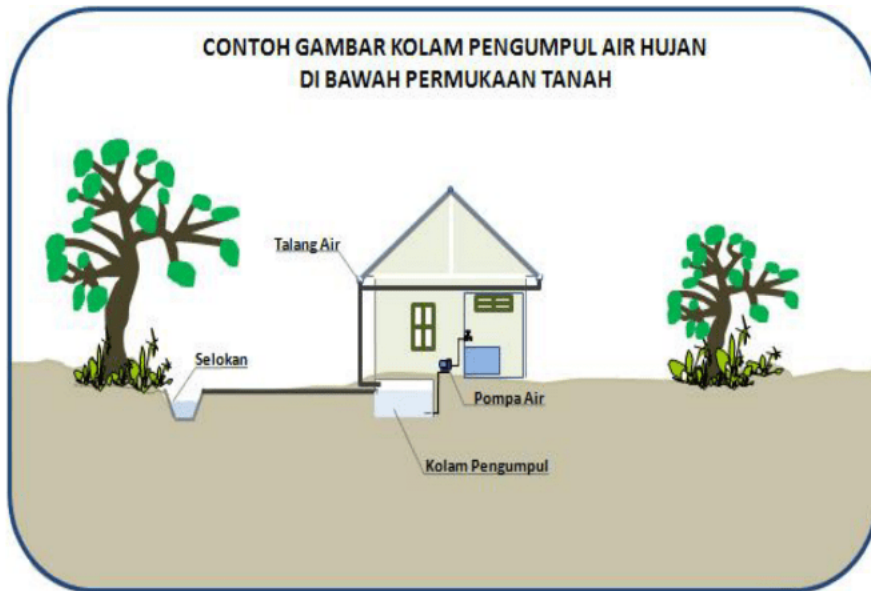 CONTOH GAMBAR KOLAM PENGUMPUL AIR HUJAN
DI BAWAH PERMUKAAN TANAH
Talang Air
Selokan
Pompa Air
Kolam Pengumpul